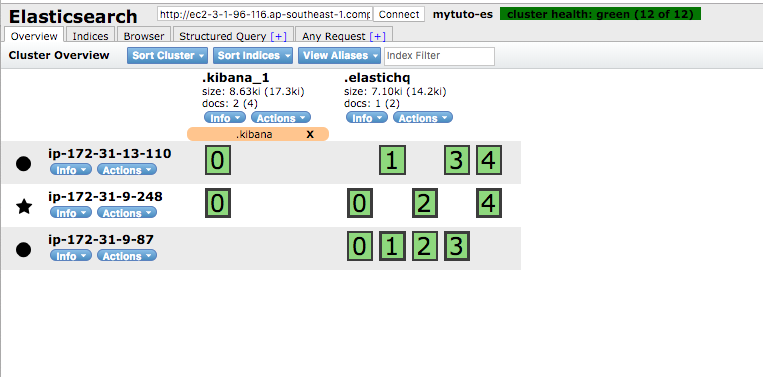 Elasticsearch http://ec2-3-1-96-116.ap-southeast-1.comp Connect mytuto-es cluster health: green (12 of 12)
Overview Indices Browser Structured Query [+] Any Request [+]
Cluster Overview Sort Cluster Sort Indices View Aliases Index Filter
.kibana_1 .elastichq
size: 8.63ki (17.3ki) size: 7.10ki (14.2ki)
docs: 2 (4) docs: 1 (2)
Info Actions Info Actions
.kibana X
ip-172-31-13-110 0 1 3 4
Info Actions
ip-172-31-9-248 0 0 2 4
Info Actions
ip-172-31-9-87 0 1 2 3
Info Actions